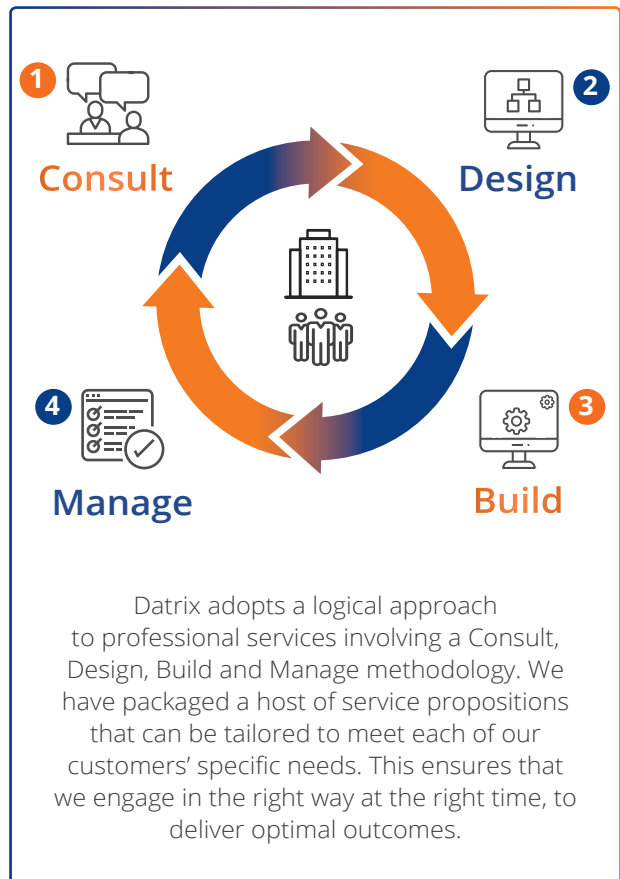 1
Consult
2
Design
3
Build
4
Manage
Datrix adopts a logical approach
to professional services involving a Consult,
Design, Build and Manage methodology. We
have packaged a host of service propositions
that can be tailored to meet each of our
customers’ specific needs. This ensures that
we engage in the right way at the right time, to
deliver optimal outcomes.